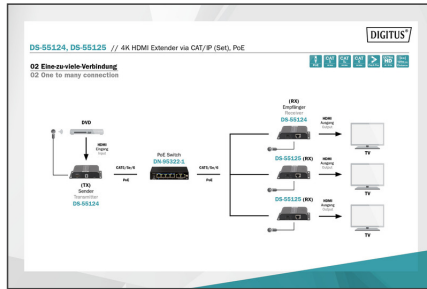 DIGITUS®
DS-55124, DS-55125 // 4K HDMI Extender via CAT/IP (Set), PoE
02 Eine-zu-viele-Verbindung
02 One to many connection
DVD
HDMI
Eingang
Input
(TX)
Sender
Transmitter
DS-55124
CAT5/5e/6
PoE
PoE Switch
DN-95322-1
CAT5/5e/6
PoE
(RX)
Empfänger
Receiver
DS-55124
HDMI
Ausgang
Output
TV
DS-55125 (RX)
HDMI
Ausgang
Output
TV
DS-55125 (RX)
HDMI
Ausgang
Output
TV